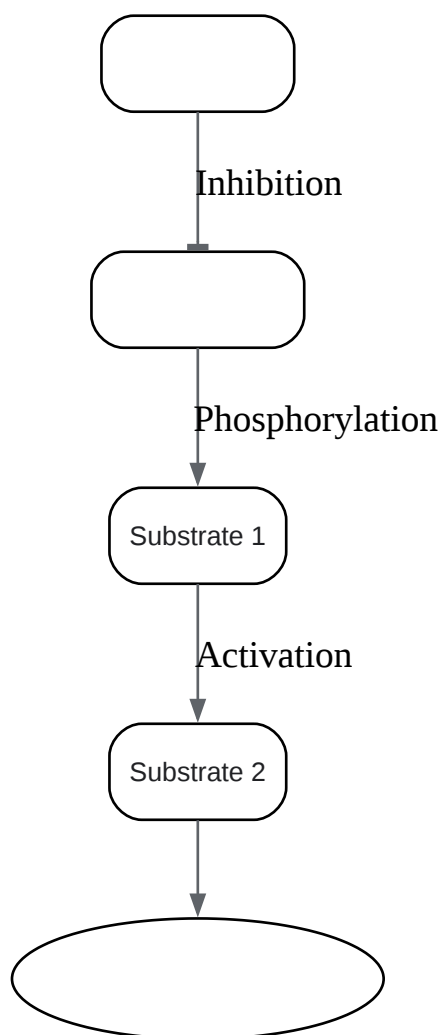 Inhibition
Phosphorylation
Substrate 1
Activation
Substrate 2